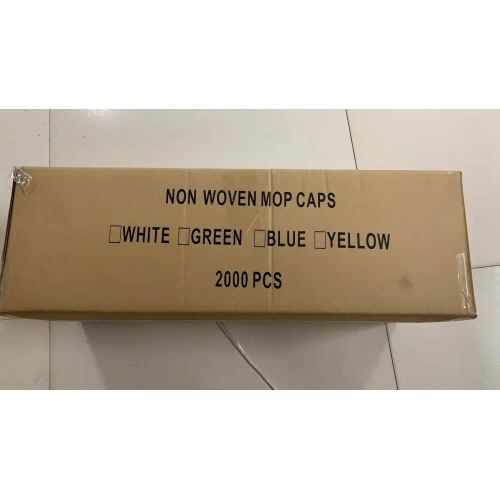 NON WOVEN MOP CAPS
☐WHITE ☐GREEN ☐BLUE ☐YELLOW
2000 PCS